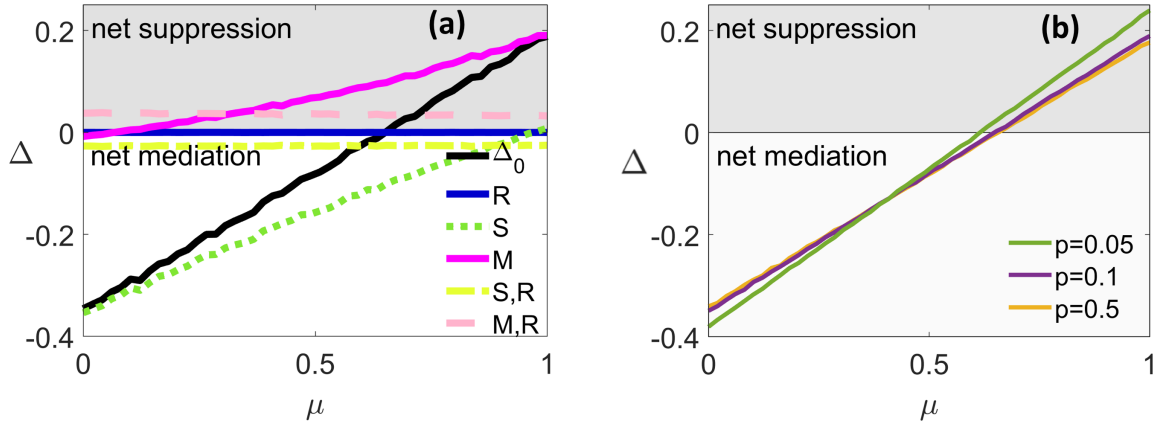 net suppression
(a)
0.2
0
-0.2
-0.4
Δ
net mediation
Δ0
R
S
M
S,R
M,R
0
0.5
1
μ
net suppression
(b)
0.2
0
-0.2
-0.4
Δ
net mediation
p=0.05
p=0.1
p=0.5
0
0.5
1
μ